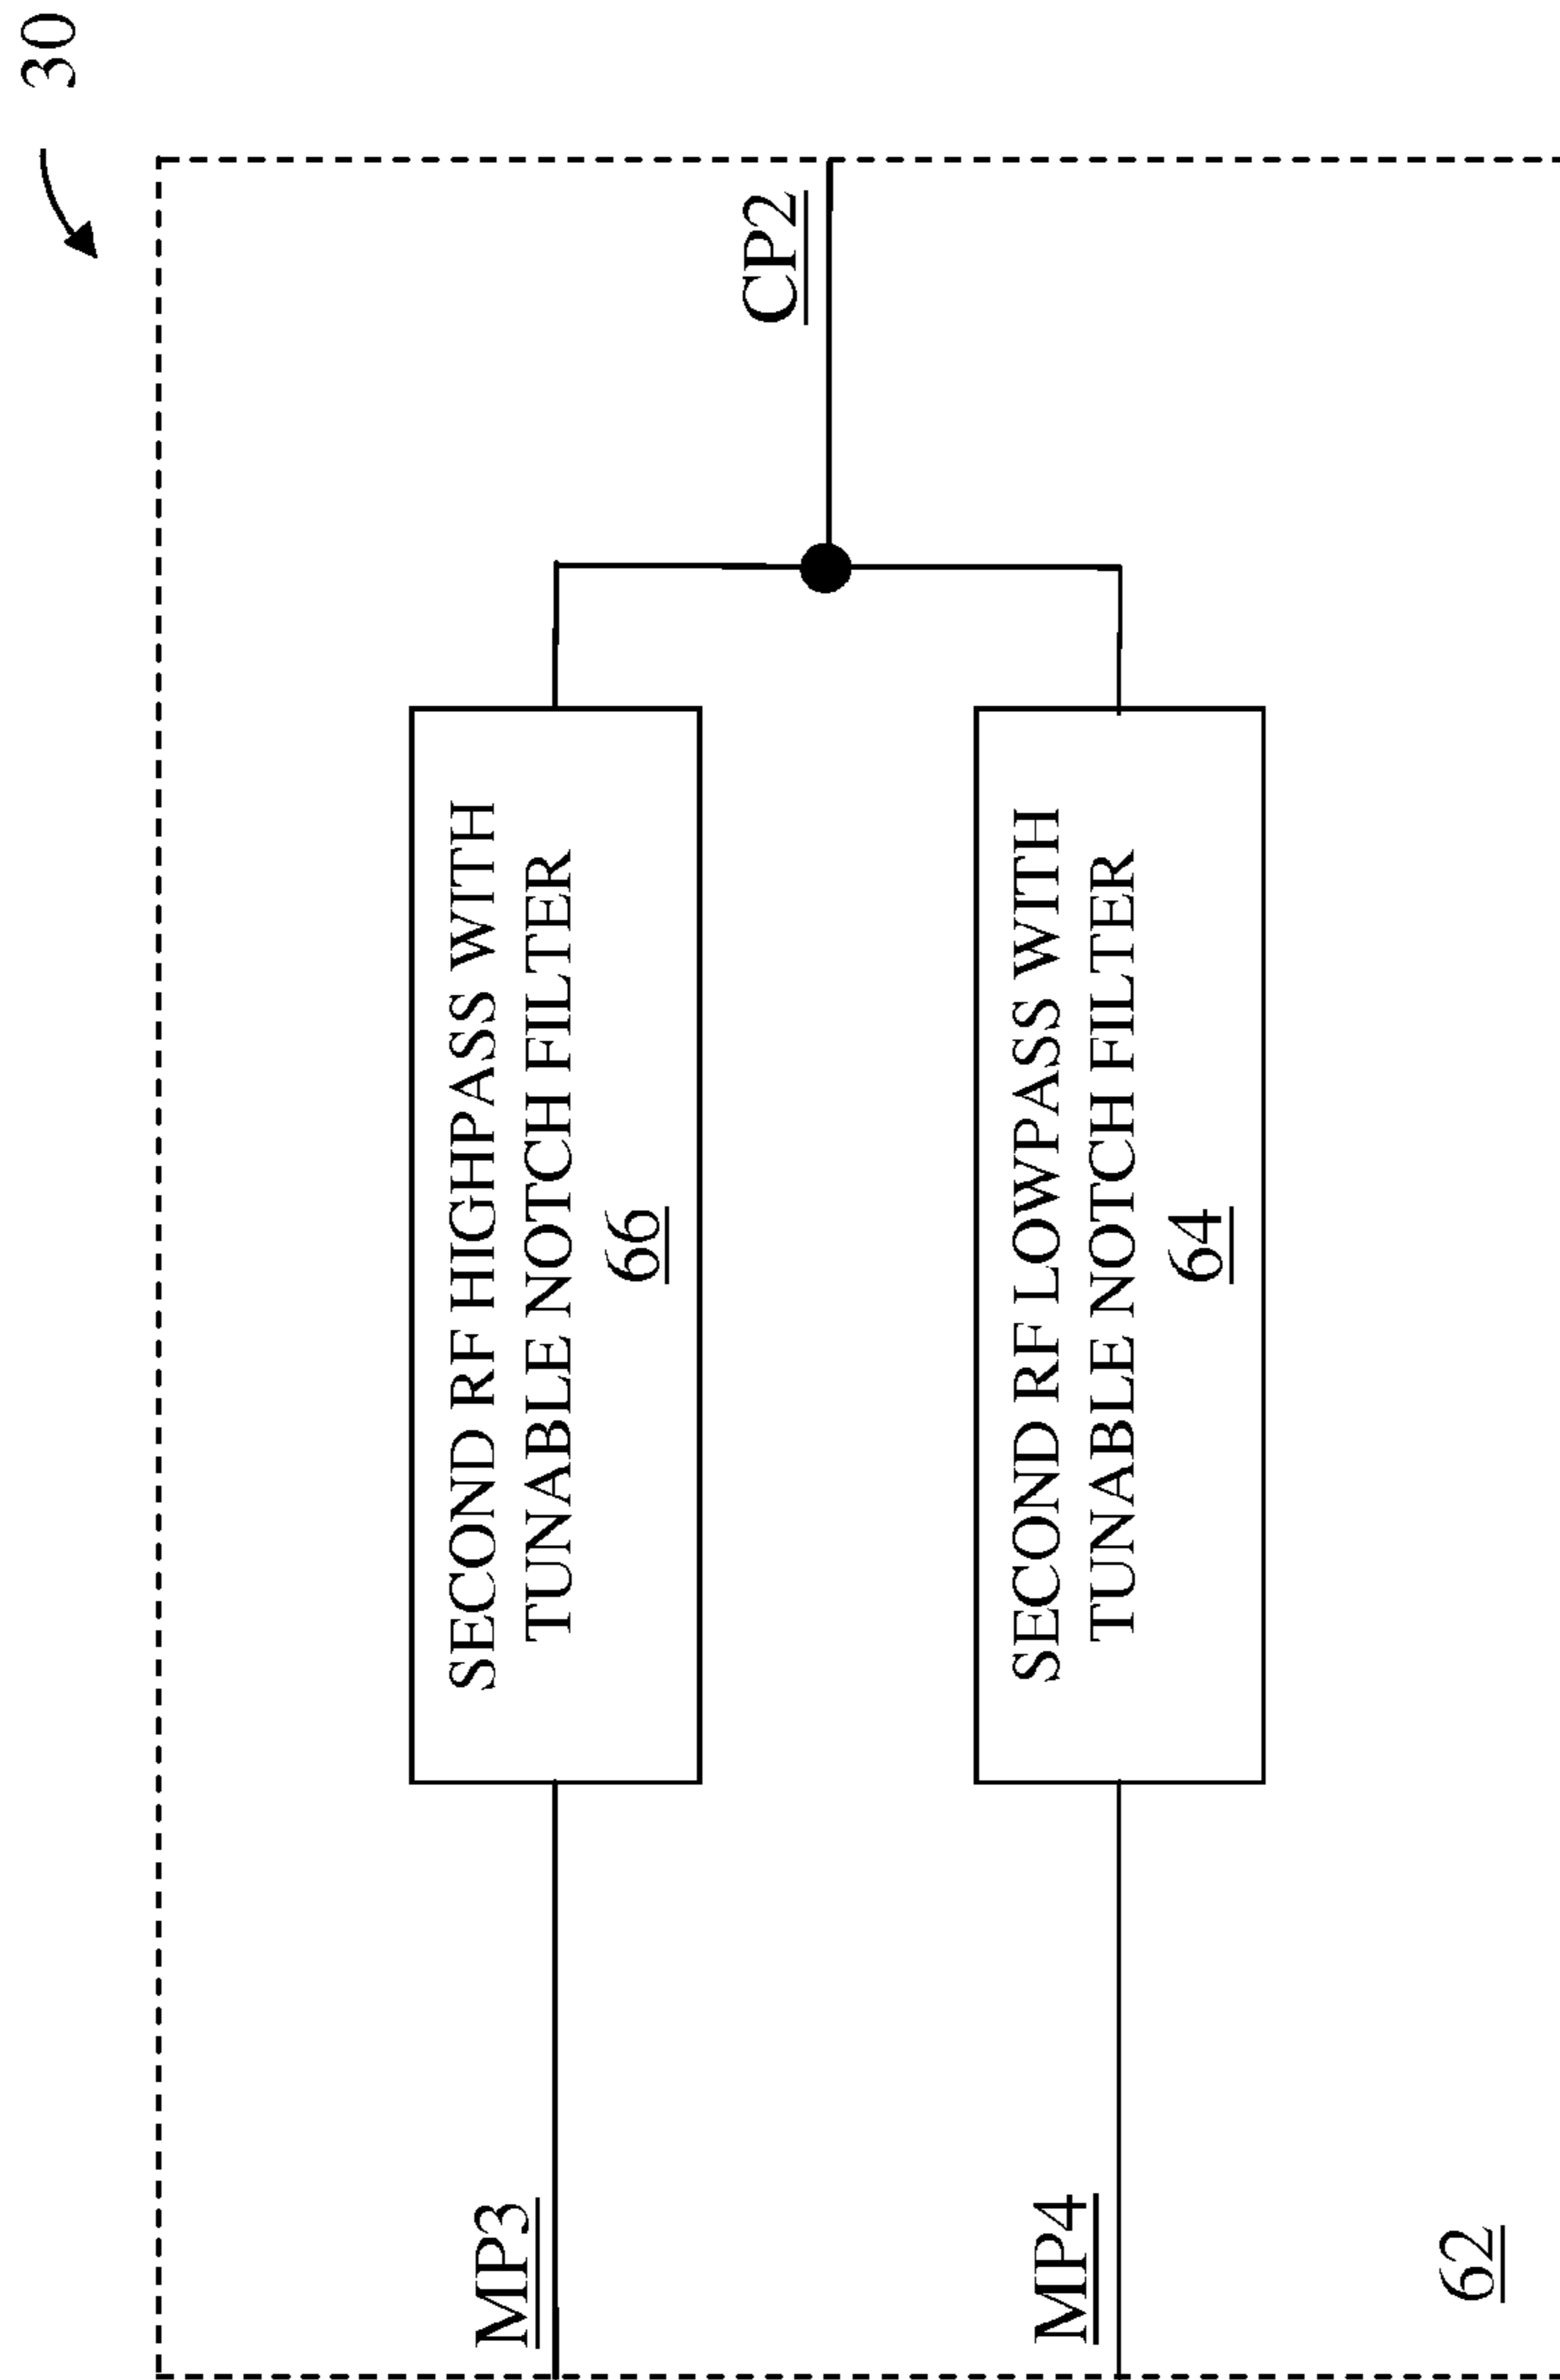 30
CP2
SECOND RF HIGHPASS WITH
TUNABLE NOTCH FILTER
66
MP3
SECOND RF LOWPASS WITH
TUNABLE NOTCH FILTER
64
MP4
62